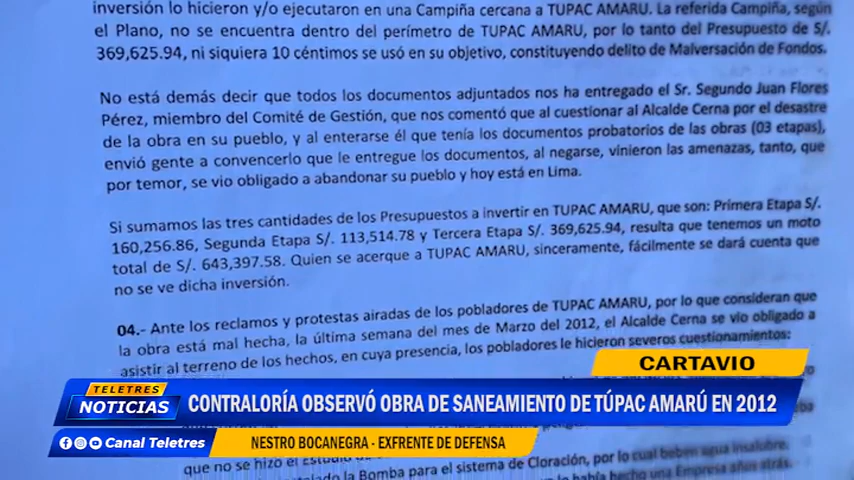 inversión lo hicieron y/o ejecutaron en una Campiña cercana a TUPAC AMARU. La referida Campiña, según
el Plano, no se encuentra dentro del perímetro de TUPAC AMARU, por lo tanto del Presupuesto de S/.
369,625.94, ni siquiera 10 céntimos se usó en su objetivo, constituyendo delito de Malversación de Fondos.
No está demás decir que todos los documentos adjuntados nos ha entregado el Sr. Segundo Juan Flores
Pérez, miembro del Comité de Gestión, que nos comentó que al cuestionar al Alcalde Cerna por el desastre
de la obra en su pueblo, y al enterarse él que tenía los documentos probatorios de las obras (03 etapas),
envió gente a convencerlo que le entregue los documentos, al negarse, vinieron las amenazas, tanto, que
por temor, se vio obligado a abandonar su pueblo y hoy está en Lima.
Si sumamos las tres cantidades de los Presupuestos a invertir en TUPAC AMARU, que son: Primera Etapa S/.
160,256.86, Segunda Etapa S/. 113,514.78 y Tercera Etapa S/. 369,625.94, resulta que tenemos un moto
total de S/. 643,397.58. Quien se acerque a TUPAC AMARU, sinceramente, fácilmente se dará cuenta que
no se ve dicha inversión.
04.- Ante los reclamos y protestas airadas de los pobladores de TUPAC AMARU, por lo que consideran que
la obra está mal hecha, la última semana del mes de Marzo del 2012, el Alcalde Cerna se vio obligado a
asistir al terreno de los hechos, en cuya presencia, los pobladores le hicieron severos cuestionamientos:
CARTAVIO
TELETRES
NOTICIAS
CONTRALORÍA OBSERVÓ OBRA DE SANEAMIENTO DE TÚPAC AMARÚ EN 2012
Canal Teletres
NESTRO BOCANEGRA - EXFRENTE DE DEFENSA
que no se hizo el
por lo cual beben agua insalubre.
la Bomba para el sistema de Cloración,
había hecho una Empresa años atrás.